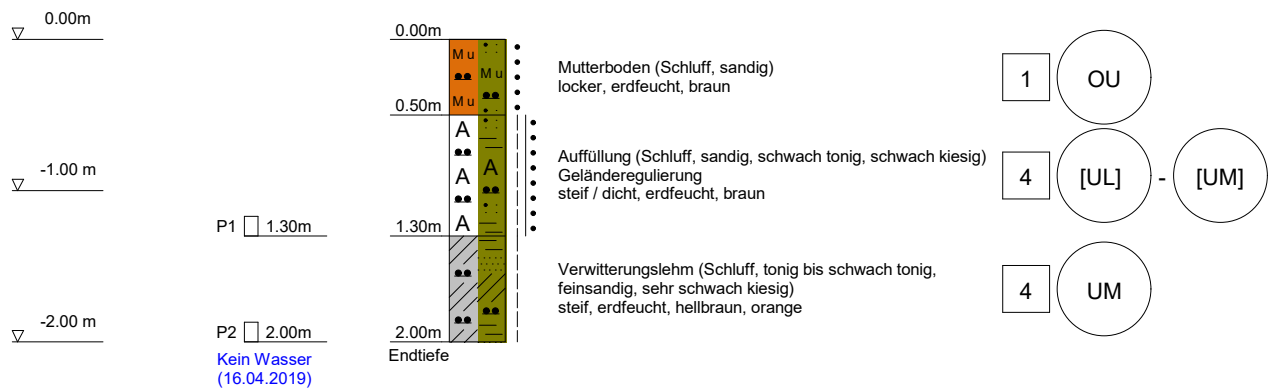 0.00m
0.00m
Mu
Mu
Mu
Mutterboden (Schluff, sandig)
locker, erdfeucht, braun
1
OU
0.50m
A
A
A
A
Auffüllung (Schluff, sandig, schwach tonig, schwach kiesig)
Geländeregulierung
steif / dicht, erdfeucht, braun
4
[UL] - [UM]
-1.00 m
P1 1.30m
1.30m
Verwitterungslehm (Schluff, tonig bis schwach tonig,
feinsandig, sehr schwach kiesig)
steif, erdfeucht, hellbraun, orange
4
UM
-2.00 m
P2 2.00m
2.00m
Kein Wasser
(16.04.2019)
Endtiefe